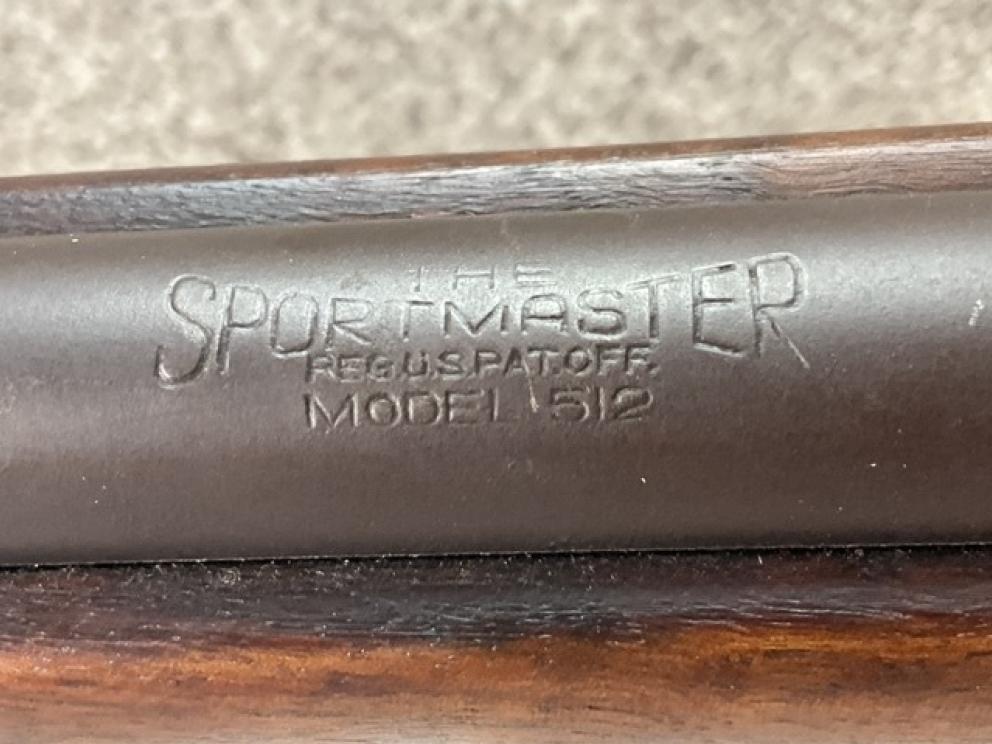 THE
SPORTMASTER
REG.U.S.PAT.OFF.
MODEL 512